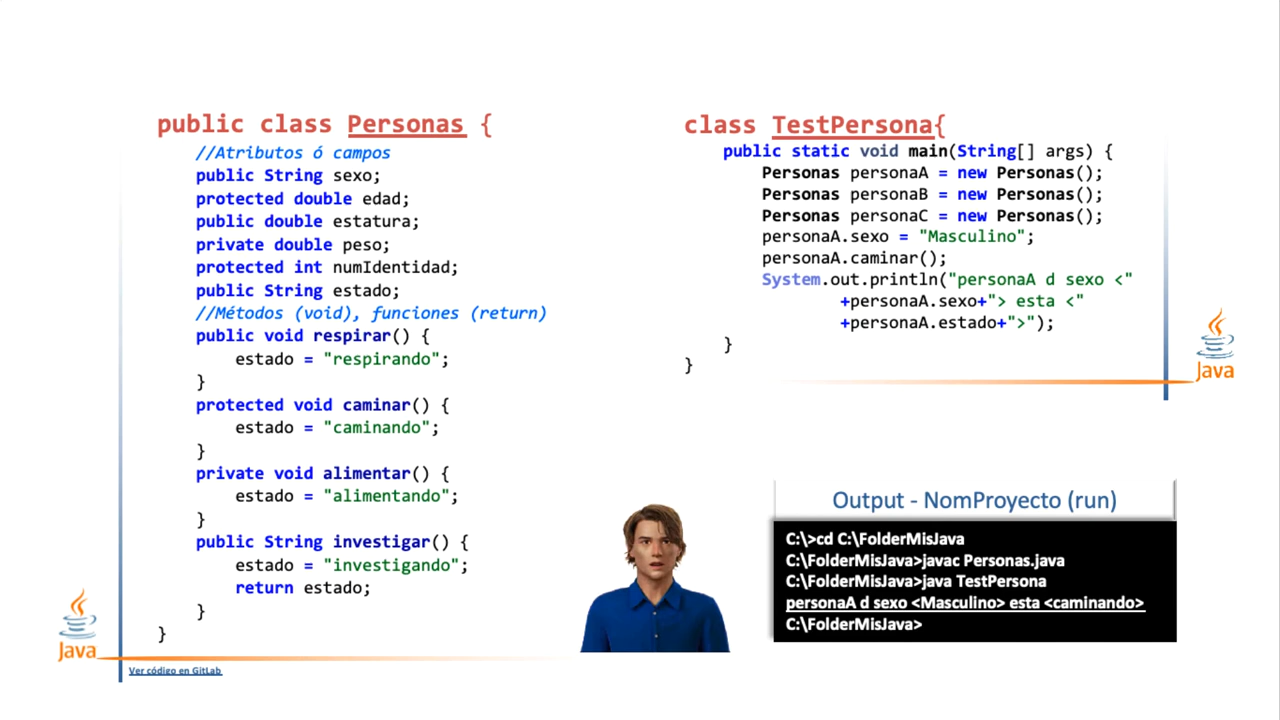 public class Personas {
//Atributos ó campos
public String sexo;
protected double edad;
public double estatura;
private double peso;
protected int numIdentidad;
public String estado;
//Métodos (void), funciones (return)
public void respirar() {
estado = "respirando";
}
protected void caminar() {
estado = "caminando";
}
private void alimentar() {
estado = "alimentando";
}
public String investigar() {
estado = "investigando";
return estado;
}
}
Java
Ver código en GitLab
class TestPersona{
public static void main(String[] args) {
Personas personaA = new Personas();
Personas personaB = new Personas();
Personas personaC = new Personas();
personaA.sexo = "Masculino";
personaA.caminar();
System.out.println("personaA d sexo <"
+personaA.sexo+"> esta <"
+personaA.estado+">");
}
}
Java
Output - NomProyecto (run)
C:\>cd C:\FolderMisJava
C:\FolderMisJava>javac Personas.java
C:\FolderMisJava>java TestPersona
personaA d sexo <Masculino> esta <caminando>
C:\FolderMisJava>